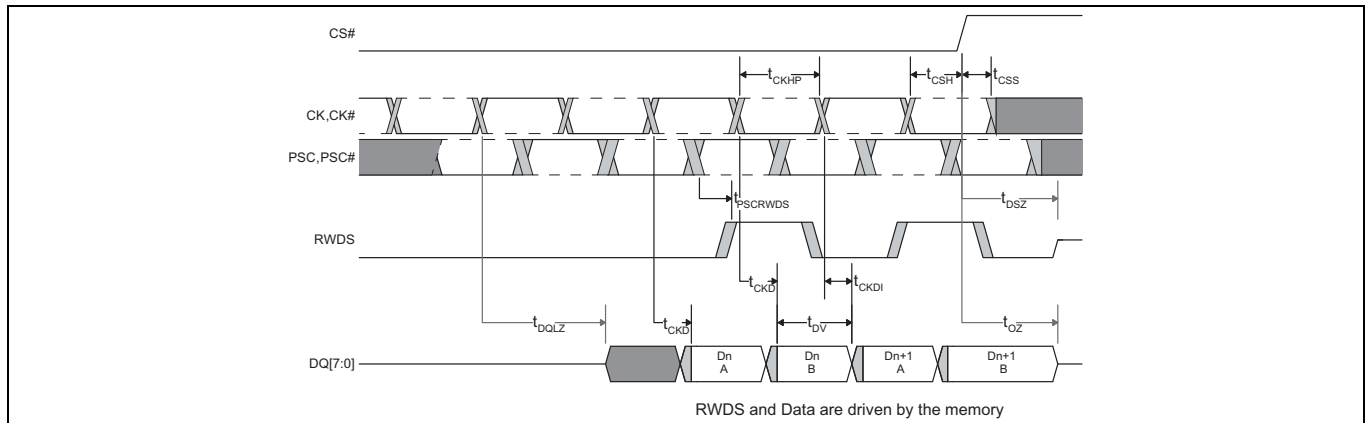 CS#
tCKHP
tCSH
tCSS
CK,CK#
PSC,PSC#
tPSCRWDS
tDSZ
RWDS
tCKD
tCKDI
tDQLZ
tCKD
tDV
tOZ
DQ[7:0]
Dn
A
Dn
B
Dn+1
A
Dn+1
B
RWDS and Data are driven by the memory